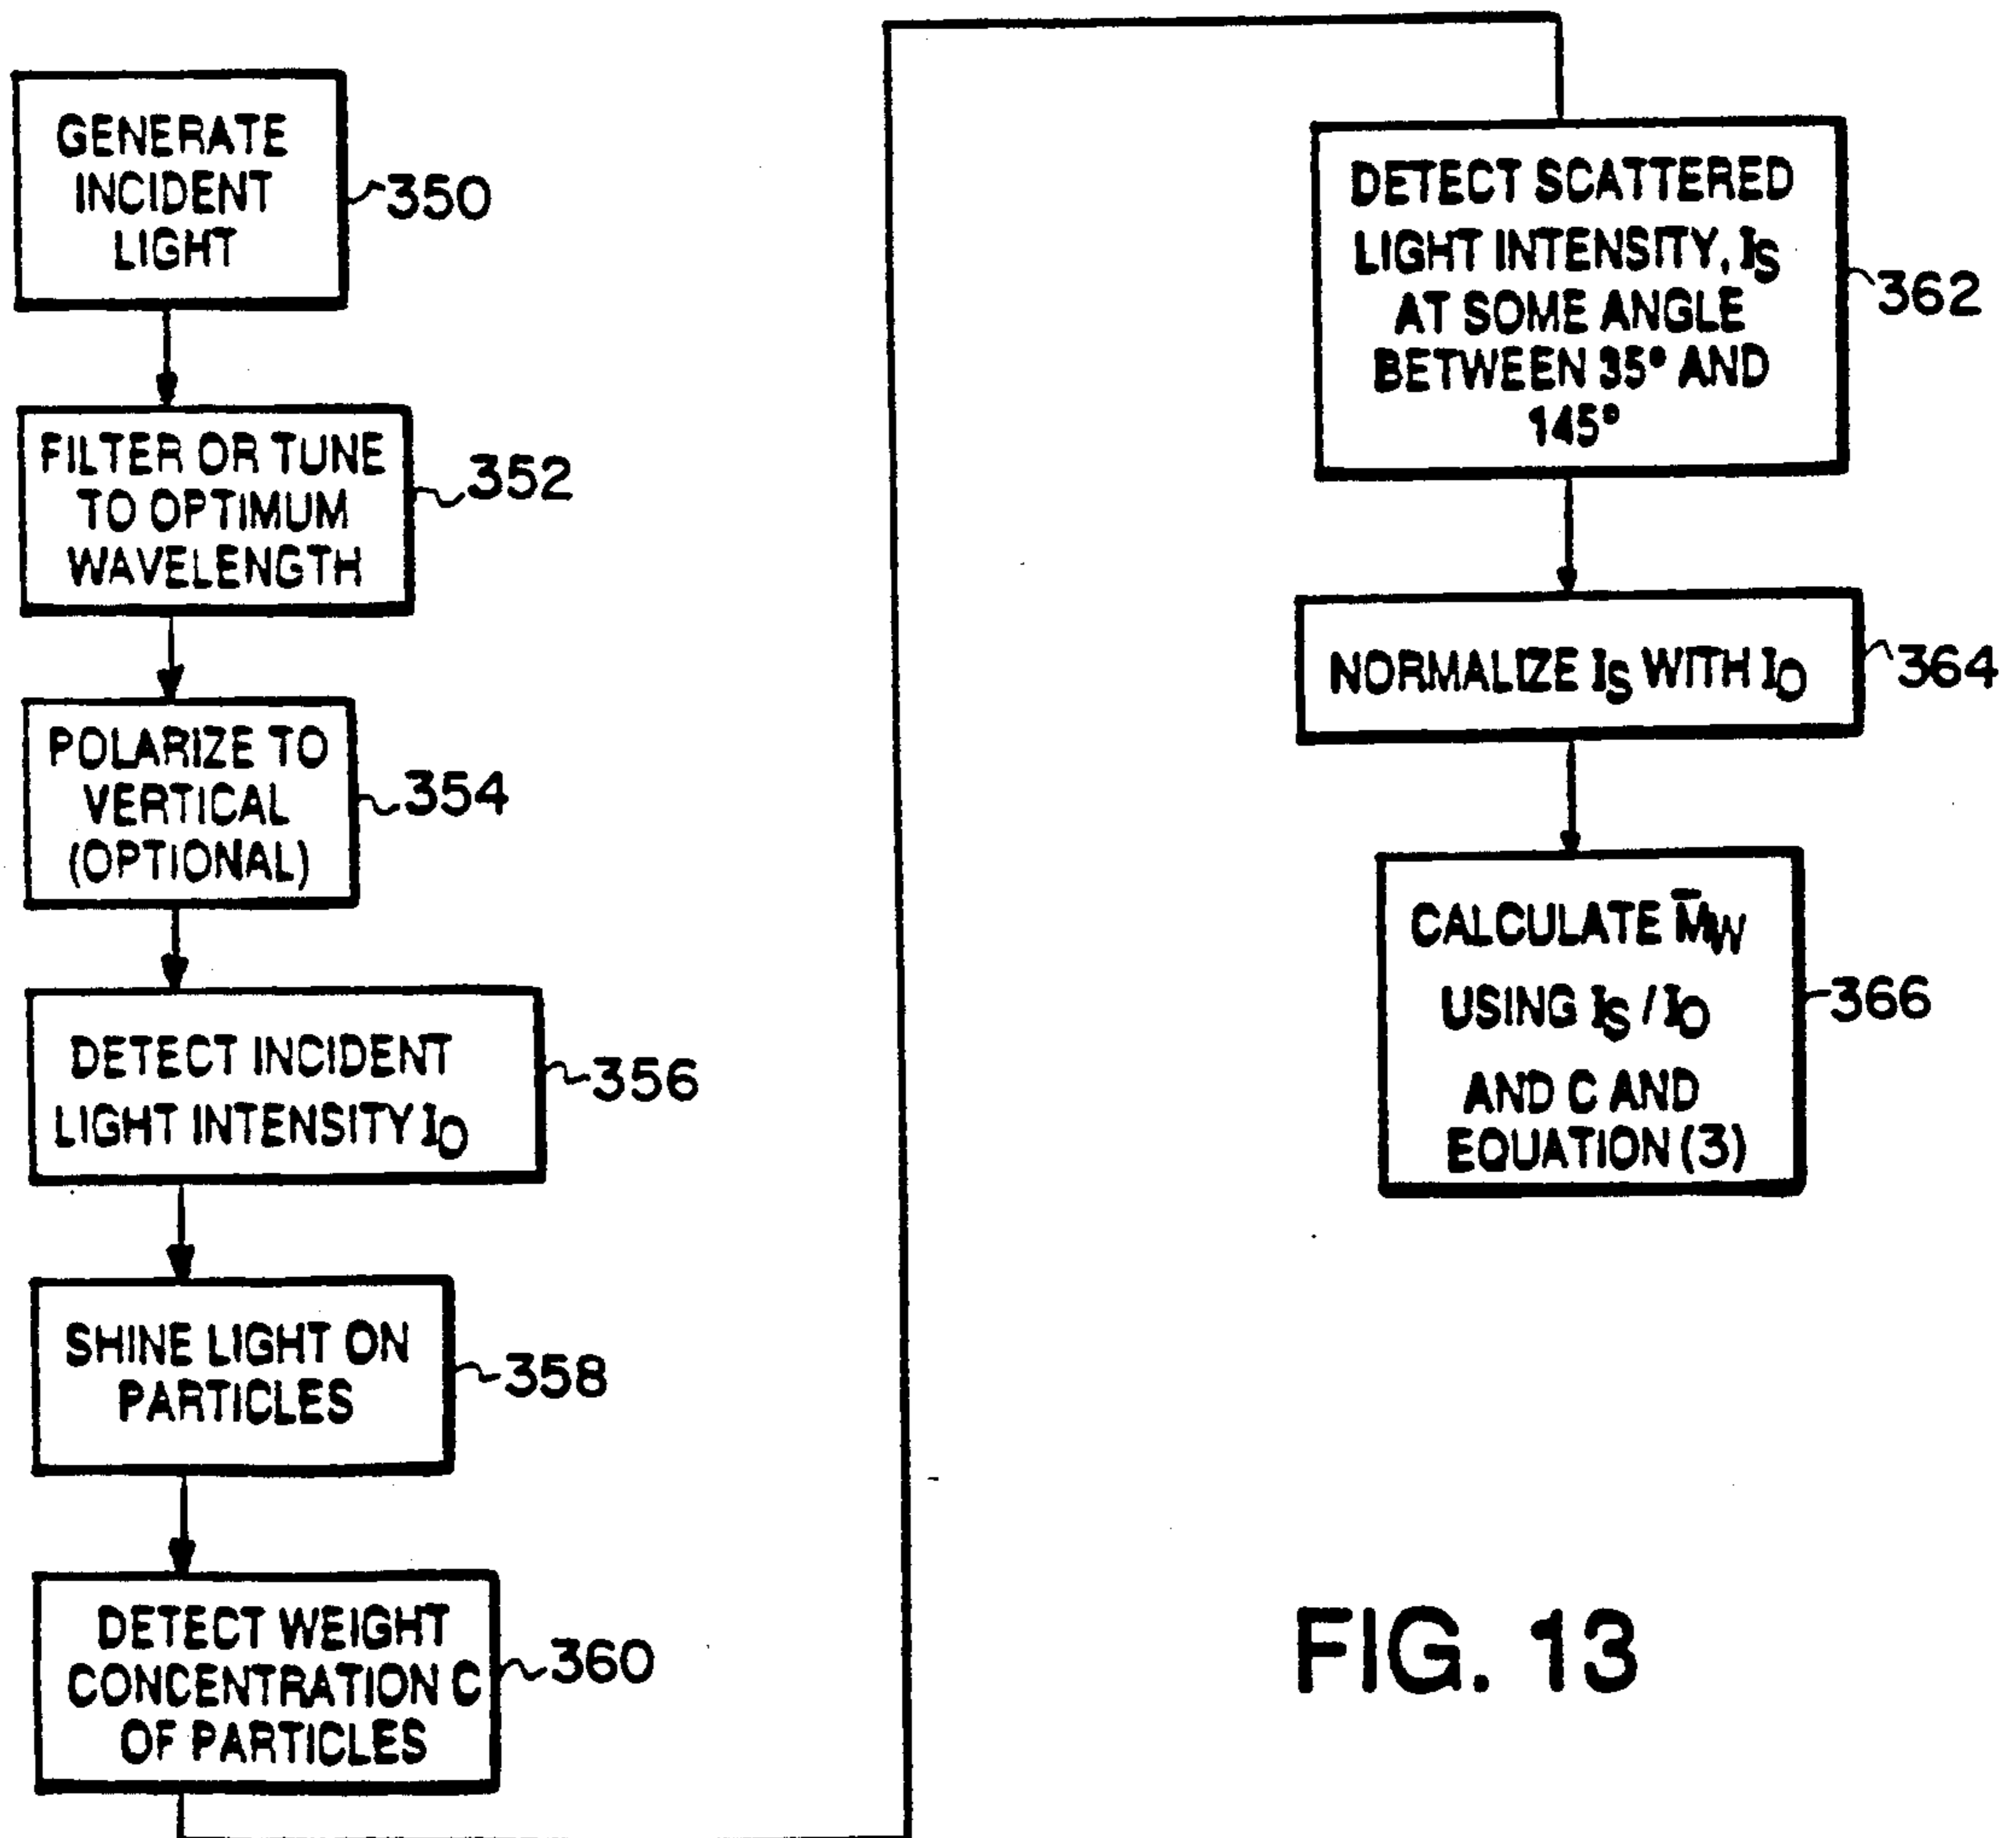 GENERATE
INCIDENT
LIGHT
350
FILTER OR TUNE
TO OPTIMUM
WAVELENGTH
352
POLARIZE TO
VERTICAL
(OPTIONAL)
354
DETECT INCIDENT
LIGHT INTENSITY IO
356
SHINE LIGHT ON
PARTICLES
358
DETECT WEIGHT
CONCENTRATION C
OF PARTICLES
360
DETECT SCATTERED
LIGHT INTENSITY, IS
AT SOME ANGLE
BETWEEN 35° AND
145°
362
NORMALIZE IS WITH IO
364
CALCULATE M̄W
USING IS / IO
AND C AND
EQUATION (3)
366
FIG. 13